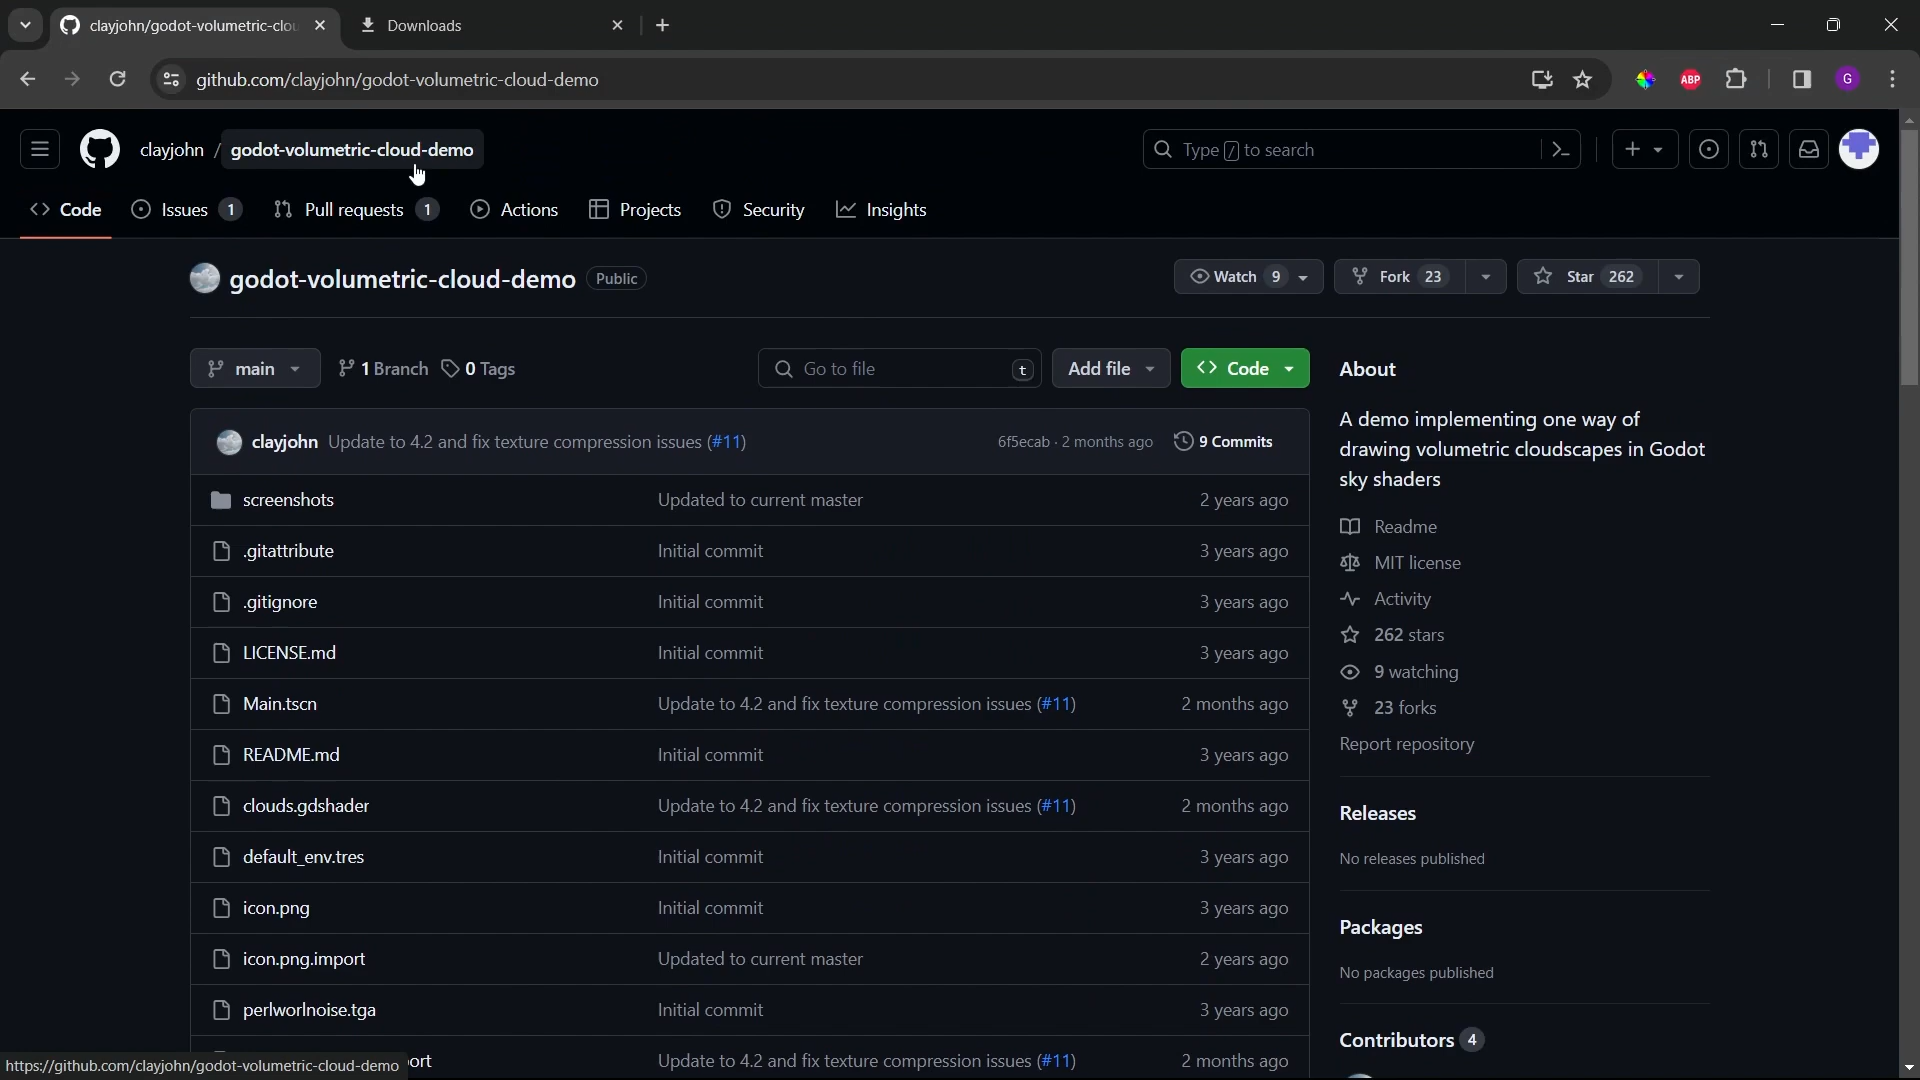 clayjohn/godot-volumetric-clou
Downloads
github.com/clayjohn/godot-volumetric-cloud-demo
ABP
G
clayjohn / godot-volumetric-cloud-demo
Type / to search
Code
Issues 1
Pull requests 1
Actions
Projects
Security
Insights
godot-volumetric-cloud-demo Public
Watch 9
Fork 23
Star 262
main
1 Branch
0 Tags
Go to file t
Add file
Code
clayjohn Update to 4.2 and fix texture compression issues (#11) 6f5ecab · 2 months ago 9 Commits
screenshots Updated to current master 2 years ago
.gitattribute Initial commit 3 years ago
.gitignore Initial commit 3 years ago
LICENSE.md Initial commit 3 years ago
Main.tscn Update to 4.2 and fix texture compression issues (#11) 2 months ago
README.md Initial commit 3 years ago
clouds.gdshader Update to 4.2 and fix texture compression issues (#11) 2 months ago
default_env.tres Initial commit 3 years ago
icon.png Initial commit 3 years ago
icon.png.import Updated to current master 2 years ago
perlworlnoise.tga Initial commit 3 years ago
ort Update to 4.2 and fix texture compression issues (#11) 2 months ago
About
A demo implementing one way of
drawing volumetric cloudscapes in Godot
sky shaders
Readme
MIT license
Activity
262 stars
9 watching
23 forks
Report repository
Releases
No releases published
Packages
No packages published
Contributors 4
https://github.com/clayjohn/godot-volumetric-cloud-demo